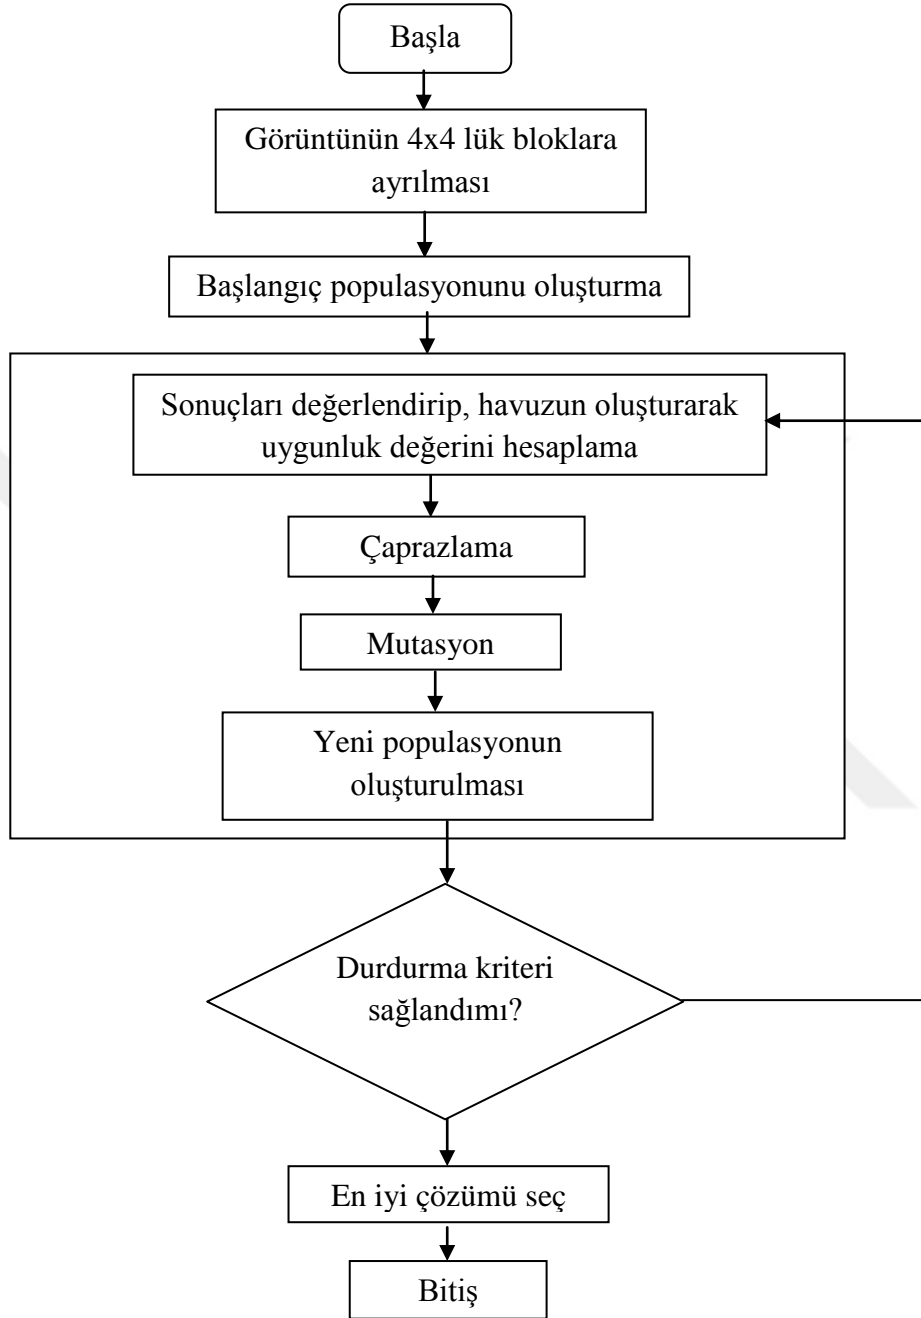 Başla
Görüntünün 4x4 lük bloklara
ayrılması
Başlangıç populasyonunu oluşturma
Sonuçları değerlendirip, havuzun oluşturarak
uygunluk değerini hesaplama
Çaprazlama
Mutasyon
Yeni populasyonun
oluşturulması
Durdurma kriteri
sağlandımı?
En iyi çözümü seç
Bitiş